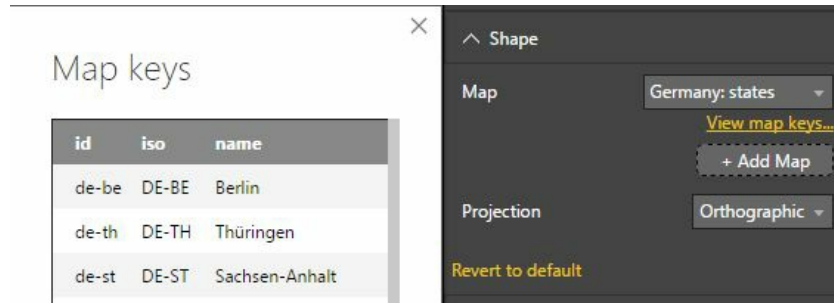 Map keys
id iso name
de-be DE-BE Berlin
de-th DE-TH Thüringen
de-st DE-ST Sachsen-Anhalt
Shape
Map Germany: states
View map keys...
+ Add Map
Projection Orthographic
Revert to default